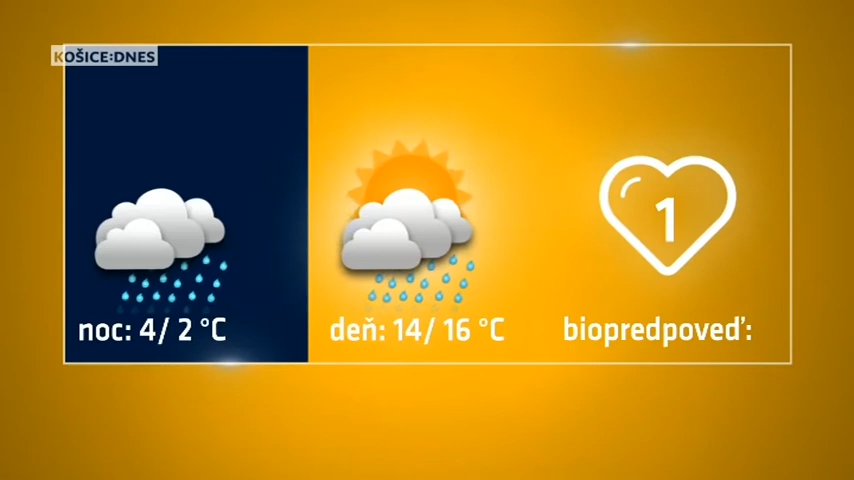 KOŠICE:DNES
1
noc: 4/ 2 °C
deň: 14/ 16 °C
biopredpoveď: